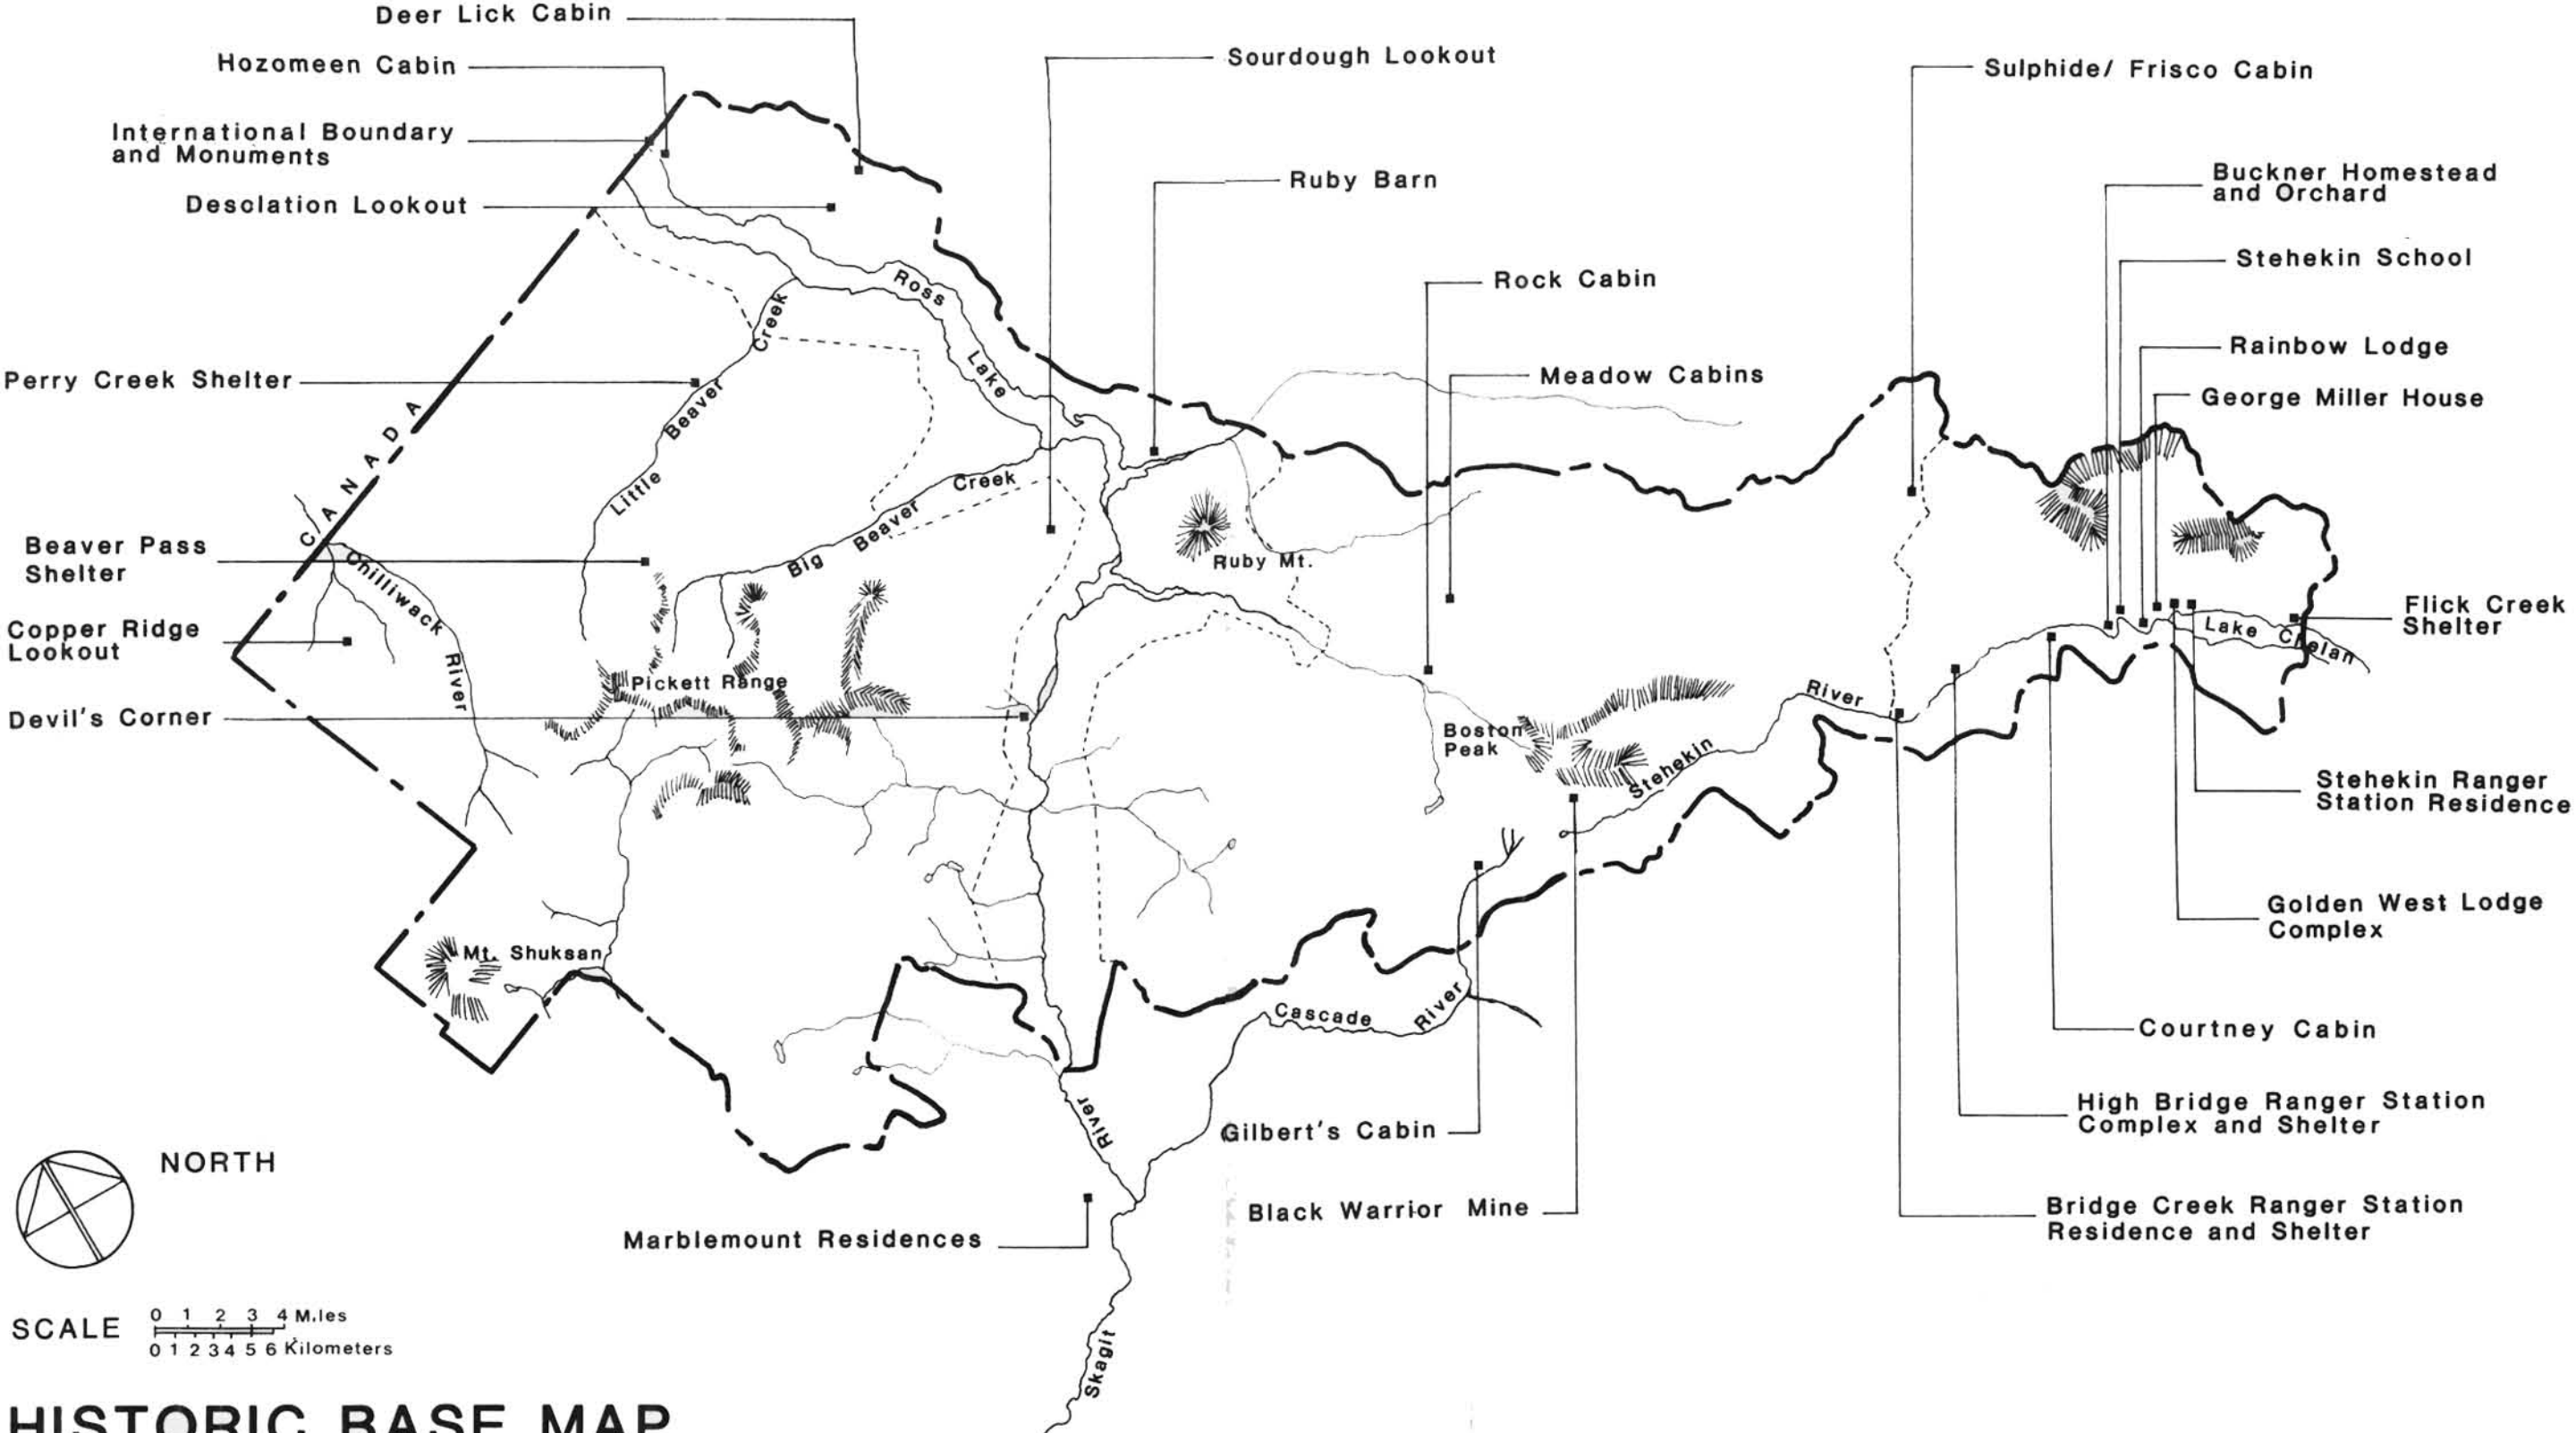 Deer Lick Cabin
Hozomeen Cabin
International Boundary
and Monuments
Desclation Lookout
Sourdough Lookout
Ruby Barn
Rock Cabin
Meadow Cabins
Sulphide/ Frisco Cabin
Buckner Homestead
and Orchard
Stehekin School
Rainbow Lodge
George Miller House
Perry Creek Shelter
Beaver Pass
Shelter
Copper Ridge
Lookout
Devil's Corner
CANADA
Chilliwack
River
Little Beaver Creek
Big Beaver Creek
Ross
Lake
Ruby Mt.
Pickett Range
Boston
Peak
Stehekin River
Lake Chelan
Flick Creek
Shelter
Stehekin Ranger
Station Residence
Golden West Lodge
Complex
Courtney Cabin
High Bridge Ranger Station
Complex and Shelter
Bridge Creek Ranger Station
Residence and Shelter
Mt. Shuksan
Cascade River
Gilbert's Cabin
Black Warrior Mine
Marblemount Residences
River
Skagit
NORTH
SCALE
0 1 2 3 4 M.les
0 1 2 3 4 5 6 Kilometers
HISTORIC BASE MAP